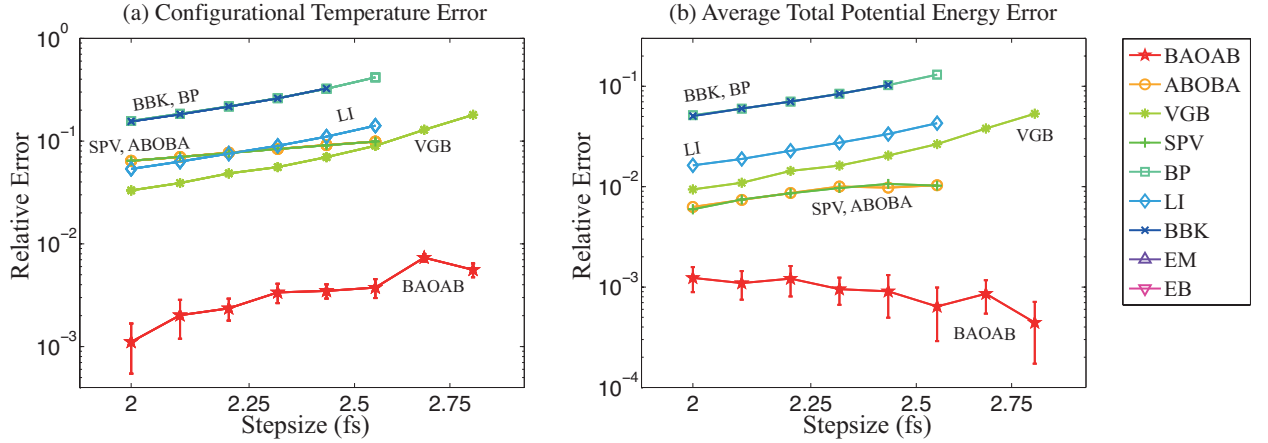 (a) Configurational Temperature Error
10^0
10^-1
10^-2
10^-3
Relative Error
BBK, BP
SPV, ABOBA
LI
VGB
BAOAB
2
2.25
2.5
2.75
Stepsize (fs)
(b) Average Total Potential Energy Error
10^-1
10^-2
10^-3
10^-4
Relative Error
BBK, BP
LI
VGB
SPV, ABOBA
BAOAB
2
2.25
2.5
2.75
Stepsize (fs)
BAOAB
ABOBA
VGB
SPV
BP
LI
BBK
EM
EB